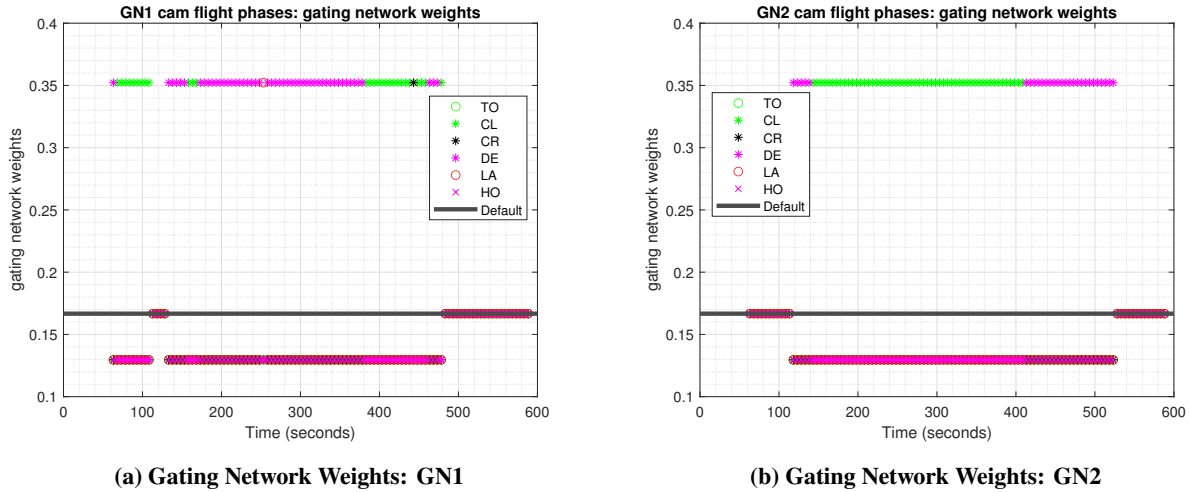 GN1 cam flight phases: gating network weights
0.4
0.35
0.3
0.25
0.2
0.15
0.1
gating network weights
TO
CL
CR
DE
LA
HO
Default
0 100 200 300 400 500 600
Time (seconds)
(a) Gating Network Weights: GN1
GN2 cam flight phases: gating network weights
0.4
0.35
0.3
0.25
0.2
0.15
0.1
gating network weights
TO
CL
CR
DE
LA
HO
Default
0 100 200 300 400 500 600
Time (seconds)
(b) Gating Network Weights: GN2